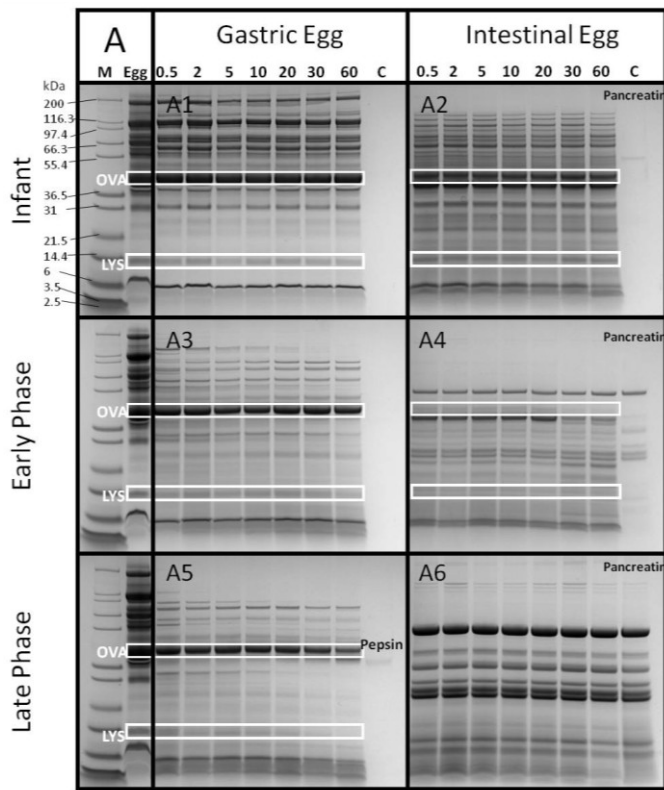 A Gastric Egg Intestinal Egg
M Egg 0.5 2 5 10 20 30 60 C 0.5 2 5 10 20 30 60 C
kDa
Infant
200
116.3
97.4
66.3
55.4
OVA
36.5
31
21.5
14.4
LYS
6
3.5
2.5
A1
A2
Pancreatin
Early Phase
OVA
LYS
A3
A4
Pancreatin
Late Phase
OVA
LYS
A5
Pepsin
A6
Pancreatin